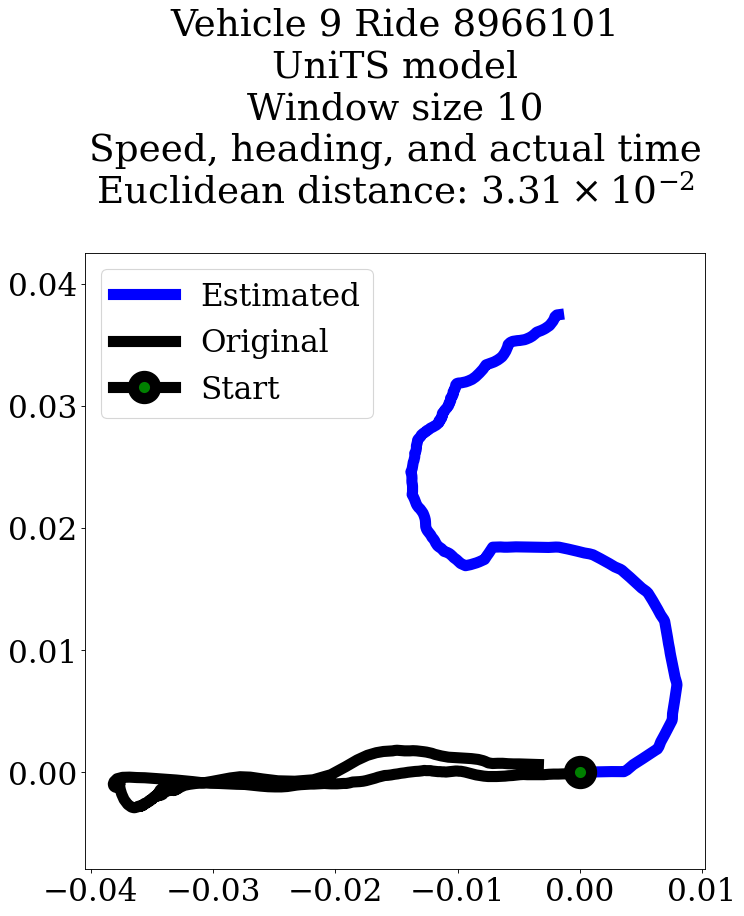 Vehicle 9 Ride 8966101
UniTS model
Window size 10
Speed, heading, and actual time
Euclidean distance: 3.31 × 10⁻²
Estimated
Original
Start
0.04
0.03
0.02
0.01
0.00
−0.04 −0.03 −0.02 −0.01 0.00 0.01